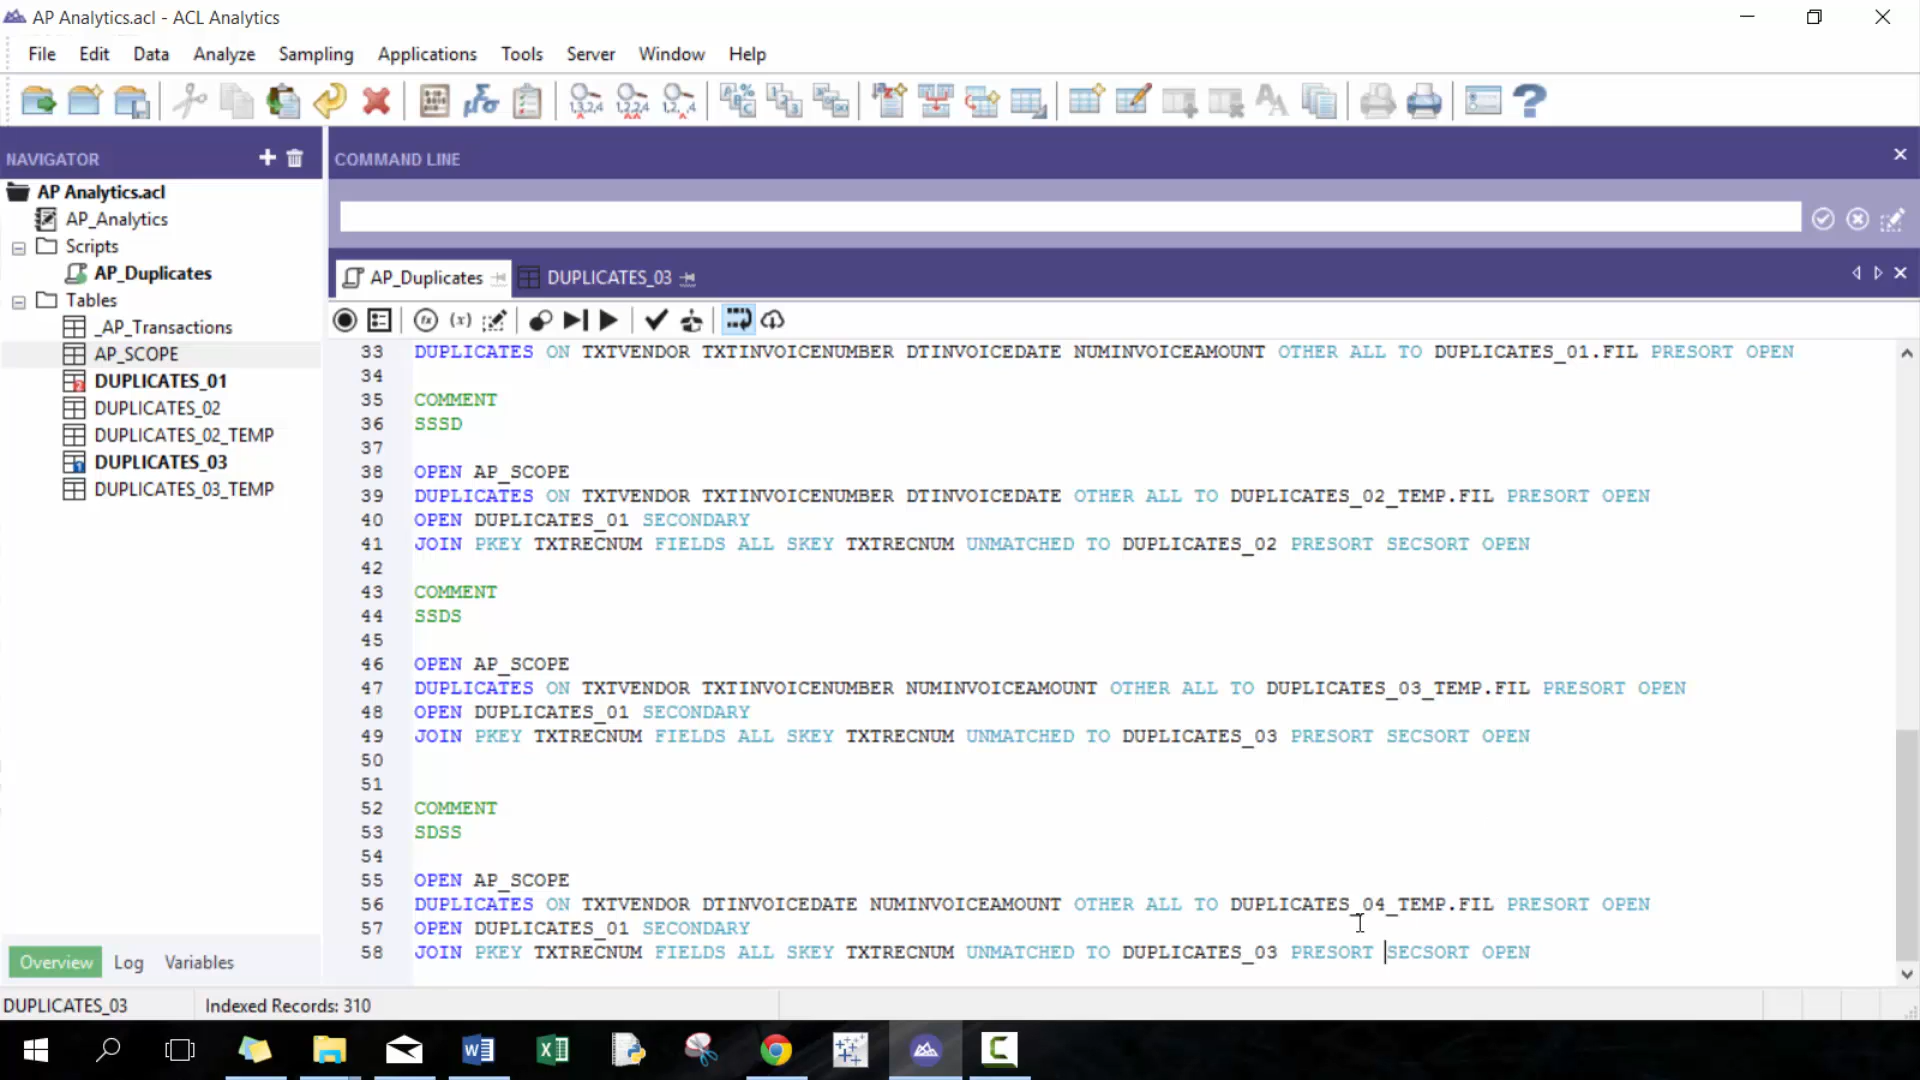 AP Analytics.acl - ACL Analytics
File Edit Data Analyze Sampling Applications Tools Server Window Help
NAVIGATOR
COMMAND LINE
AP Analytics.acl
AP_Analytics
Scripts
AP_Duplicates
Tables
_AP_Transactions
AP_SCOPE
DUPLICATES_01
DUPLICATES_02
DUPLICATES_02_TEMP
DUPLICATES_03
DUPLICATES_03_TEMP
AP_Duplicates DUPLICATES_03
33 DUPLICATES ON TXTVENDOR TXTINVOICENUMBER DTINVOICEDATE NUMINVOICEAMOUNT OTHER ALL TO DUPLICATES_01.FIL PRESORT OPEN
34
35 COMMENT
36 SSSD
37
38 OPEN AP_SCOPE
39 DUPLICATES ON TXTVENDOR TXTINVOICENUMBER DTINVOICEDATE OTHER ALL TO DUPLICATES_02_TEMP.FIL PRESORT OPEN
40 OPEN DUPLICATES_01 SECONDARY
41 JOIN PKEY TXTRECNUM FIELDS ALL SKEY TXTRECNUM UNMATCHED TO DUPLICATES_02 PRESORT SECSORT OPEN
42
43 COMMENT
44 SSDS
45
46 OPEN AP_SCOPE
47 DUPLICATES ON TXTVENDOR TXTINVOICENUMBER NUMINVOICEAMOUNT OTHER ALL TO DUPLICATES_03_TEMP.FIL PRESORT OPEN
48 OPEN DUPLICATES_01 SECONDARY
49 JOIN PKEY TXTRECNUM FIELDS ALL SKEY TXTRECNUM UNMATCHED TO DUPLICATES_03 PRESORT SECSORT OPEN
50
51
52 COMMENT
53 SDSS
54
55 OPEN AP_SCOPE
56 DUPLICATES ON TXTVENDOR DTINVOICEDATE NUMINVOICEAMOUNT OTHER ALL TO DUPLICATES_04_TEMP.FIL PRESORT OPEN
57 OPEN DUPLICATES_01 SECONDARY
58 JOIN PKEY TXTRECNUM FIELDS ALL SKEY TXTRECNUM UNMATCHED TO DUPLICATES_03 PRESORT SECSORT OPEN
Overview Log Variables
DUPLICATES_03 Indexed Records: 310